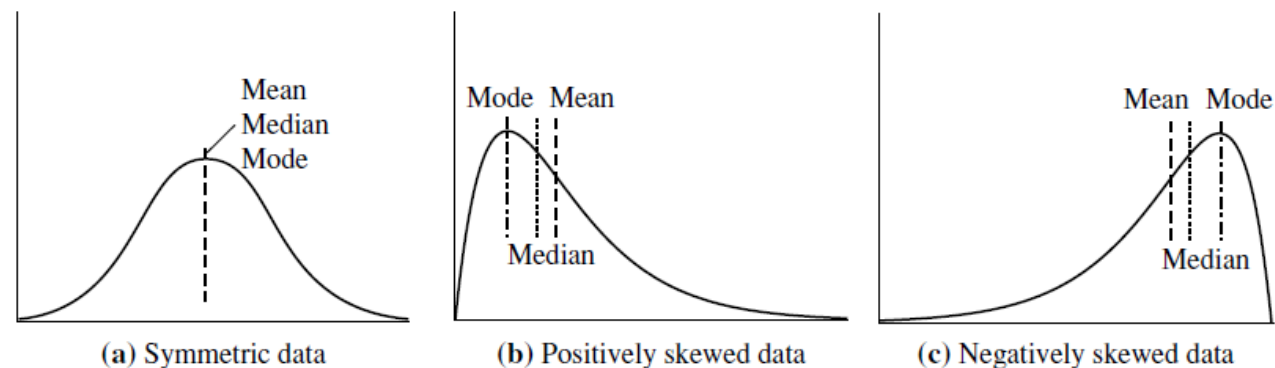 Mean
Median
Mode
(a) Symmetric data
Mode Mean
Median
(b) Positively skewed data
Mean Mode
Median
(c) Negatively skewed data